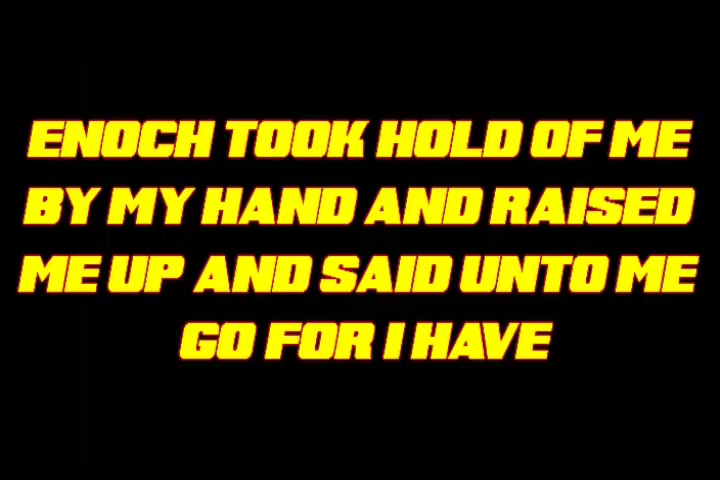 ENOCH TOOK HOLD OF ME
BY MY HAND AND RAISED
ME UP AND SAID UNTO ME
GO FOR I HAVE